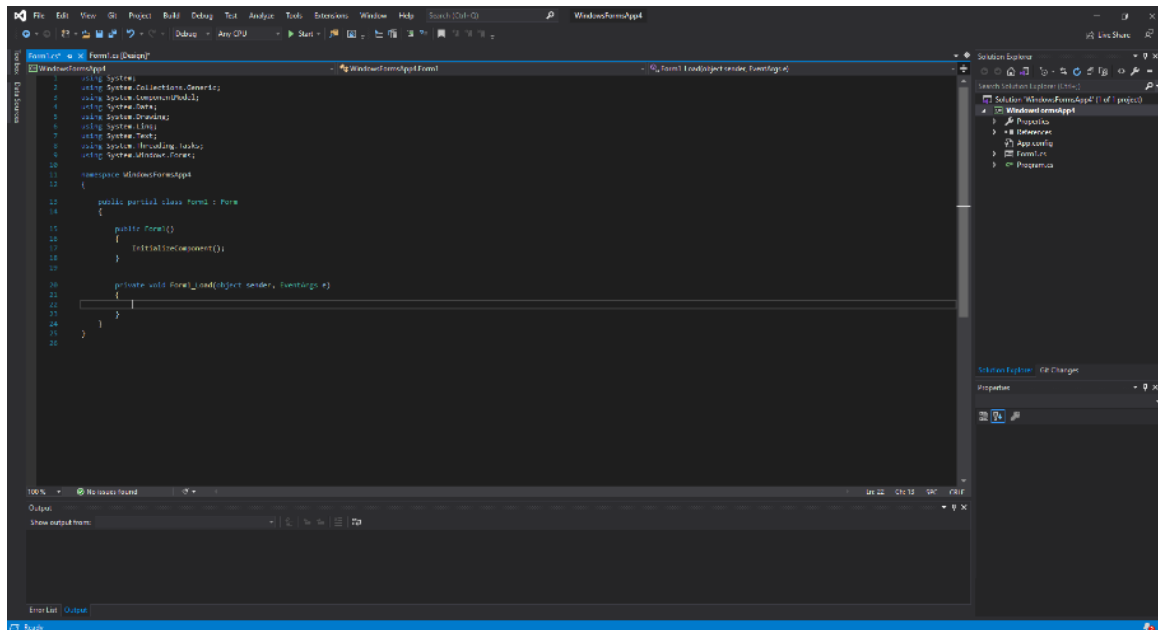 File Edit View Git Project Build Debug Test Analyze Tools Extensions Window Help Search (Ctrl+Q) WindowsFormsApp4
Debug Any CPU Start Live Share
Form1.cs* Form1.cs [Design]*
WindowsFormsApp4 WindowsFormsApp4.Form1 Form1_Load(object sender, EventArgs e)
Toolbox
Data Sources
1 using System;
2 using System.Collections.Generic;
3 using System.ComponentModel;
4 using System.Data;
5 using System.Drawing;
6 using System.Linq;
7 using System.Text;
8 using System.Threading.Tasks;
9 using System.Windows.Forms;
10
11 namespace WindowsFormsApp4
12 {
13 public partial class Form1 : Form
14 {
15 public Form1()
16 {
17 InitializeComponent();
18 }
19
20 private void Form1_Load(object sender, EventArgs e)
21 {
22
23 }
24 }
25 }
26
100 % No issues found Ln: 22 Ch: 13 SPC CRLF
Output
Show output from:
Error List Output
Ready
Solution Explorer
Search Solution Explorer (Ctrl+;)
Solution 'WindowsFormsApp4' (1 of 1 project)
WindowsFormsApp4
Properties
References
App.config
Form1.cs
Program.cs
Solution Explorer Git Changes
Properties